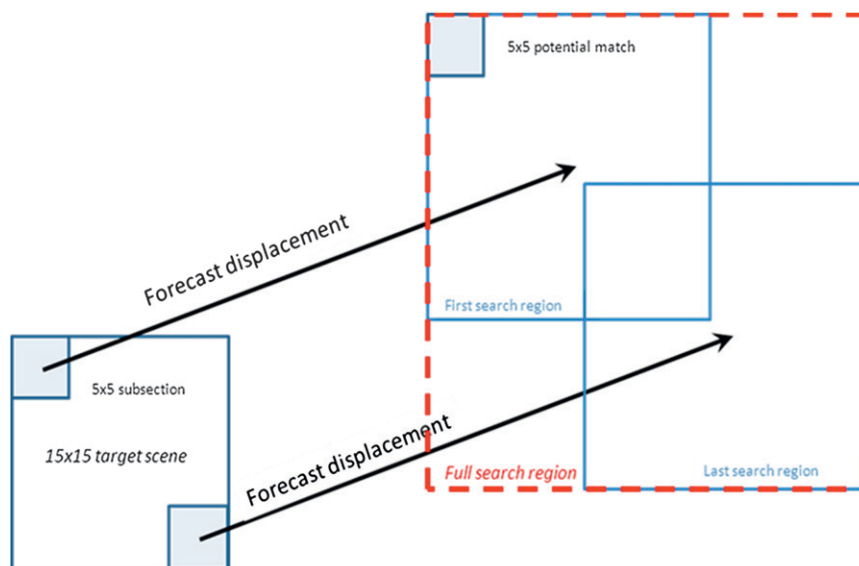 5x5 potential match
Forecast displacement
First search region
5x5 subsection
15x15 target scene
Forecast displacement
Full search region
Last search region